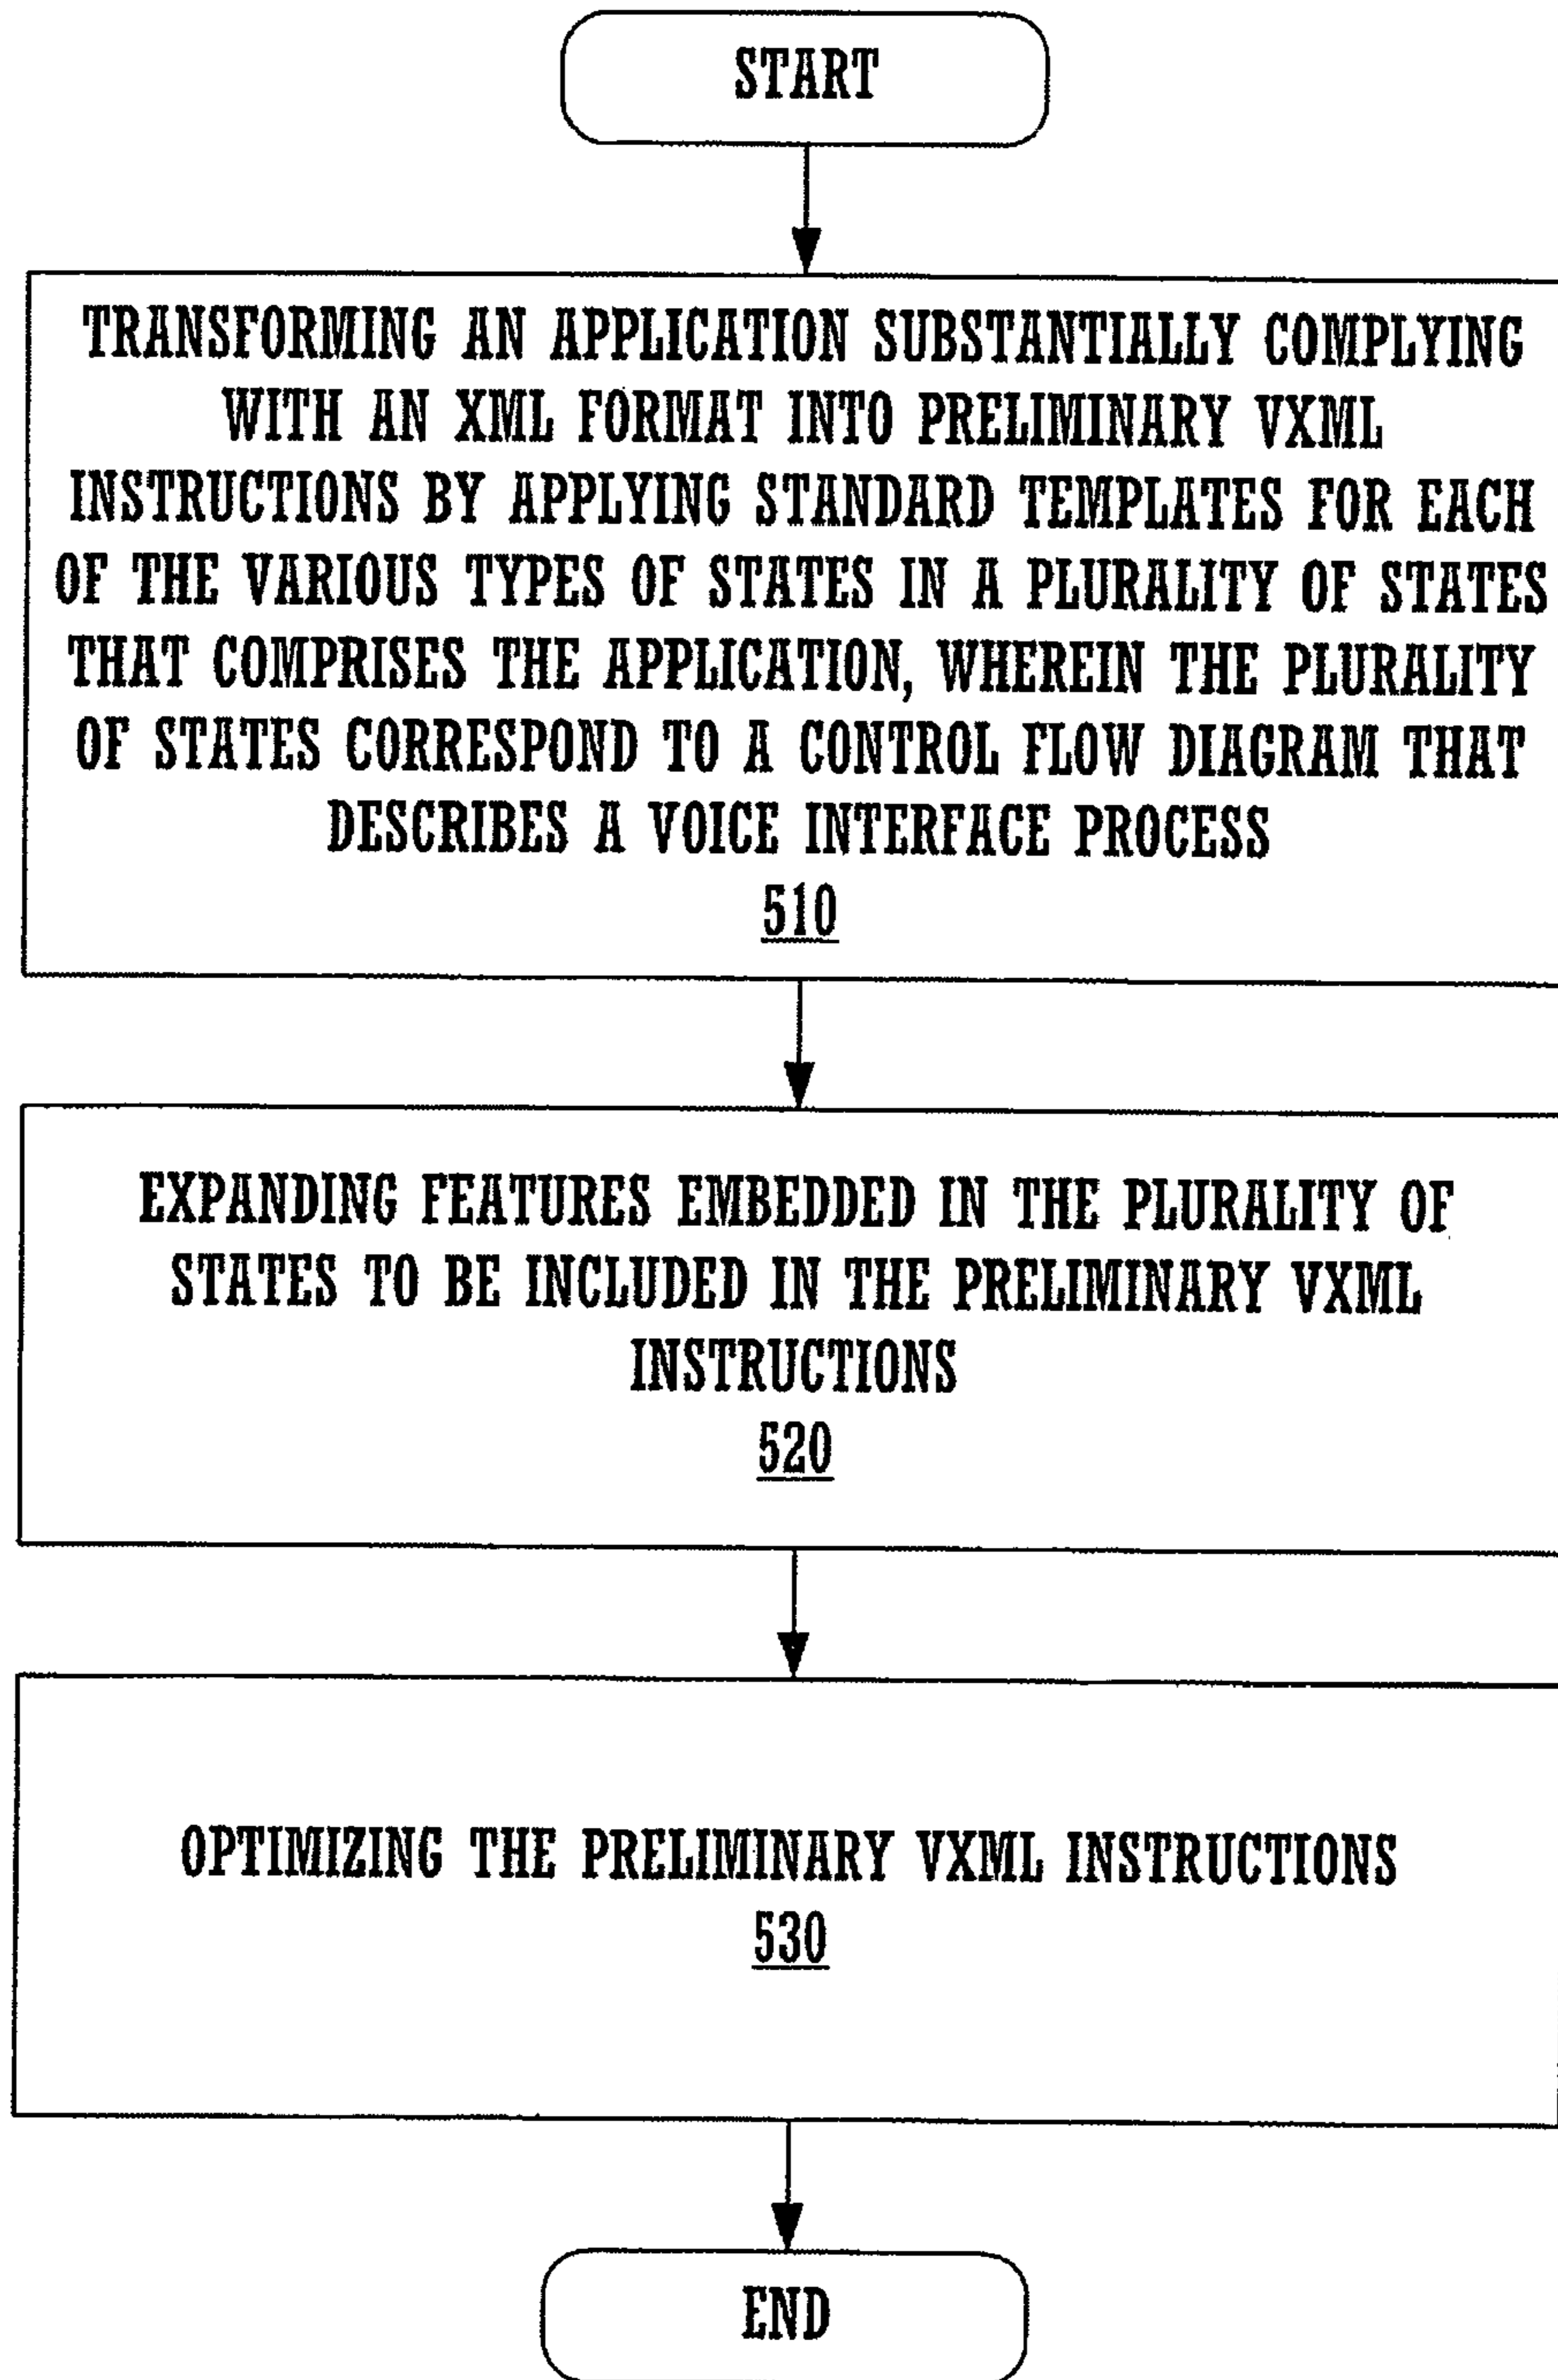 START
TRANSFORMING AN APPLICATION SUBSTANTIALLY COMPLYING
WITH AN XML FORMAT INTO PRELIMINARY VXML
INSTRUCTIONS BY APPLYING STANDARD TEMPLATES FOR EACH
OF THE VARIOUS TYPES OF STATES IN A PLURALITY OF STATES
THAT COMPRISES THE APPLICATION, WHEREIN THE PLURALITY
OF STATES CORRESPOND TO A CONTROL FLOW DIAGRAM THAT
DESCRIBES A VOICE INTERFACE PROCESS
510
EXPANDING FEATURES EMBEDDED IN THE PLURALITY OF
STATES TO BE INCLUDED IN THE PRELIMINARY VXML
INSTRUCTIONS
520
OPTIMIZING THE PRELIMINARY VXML INSTRUCTIONS
530
END